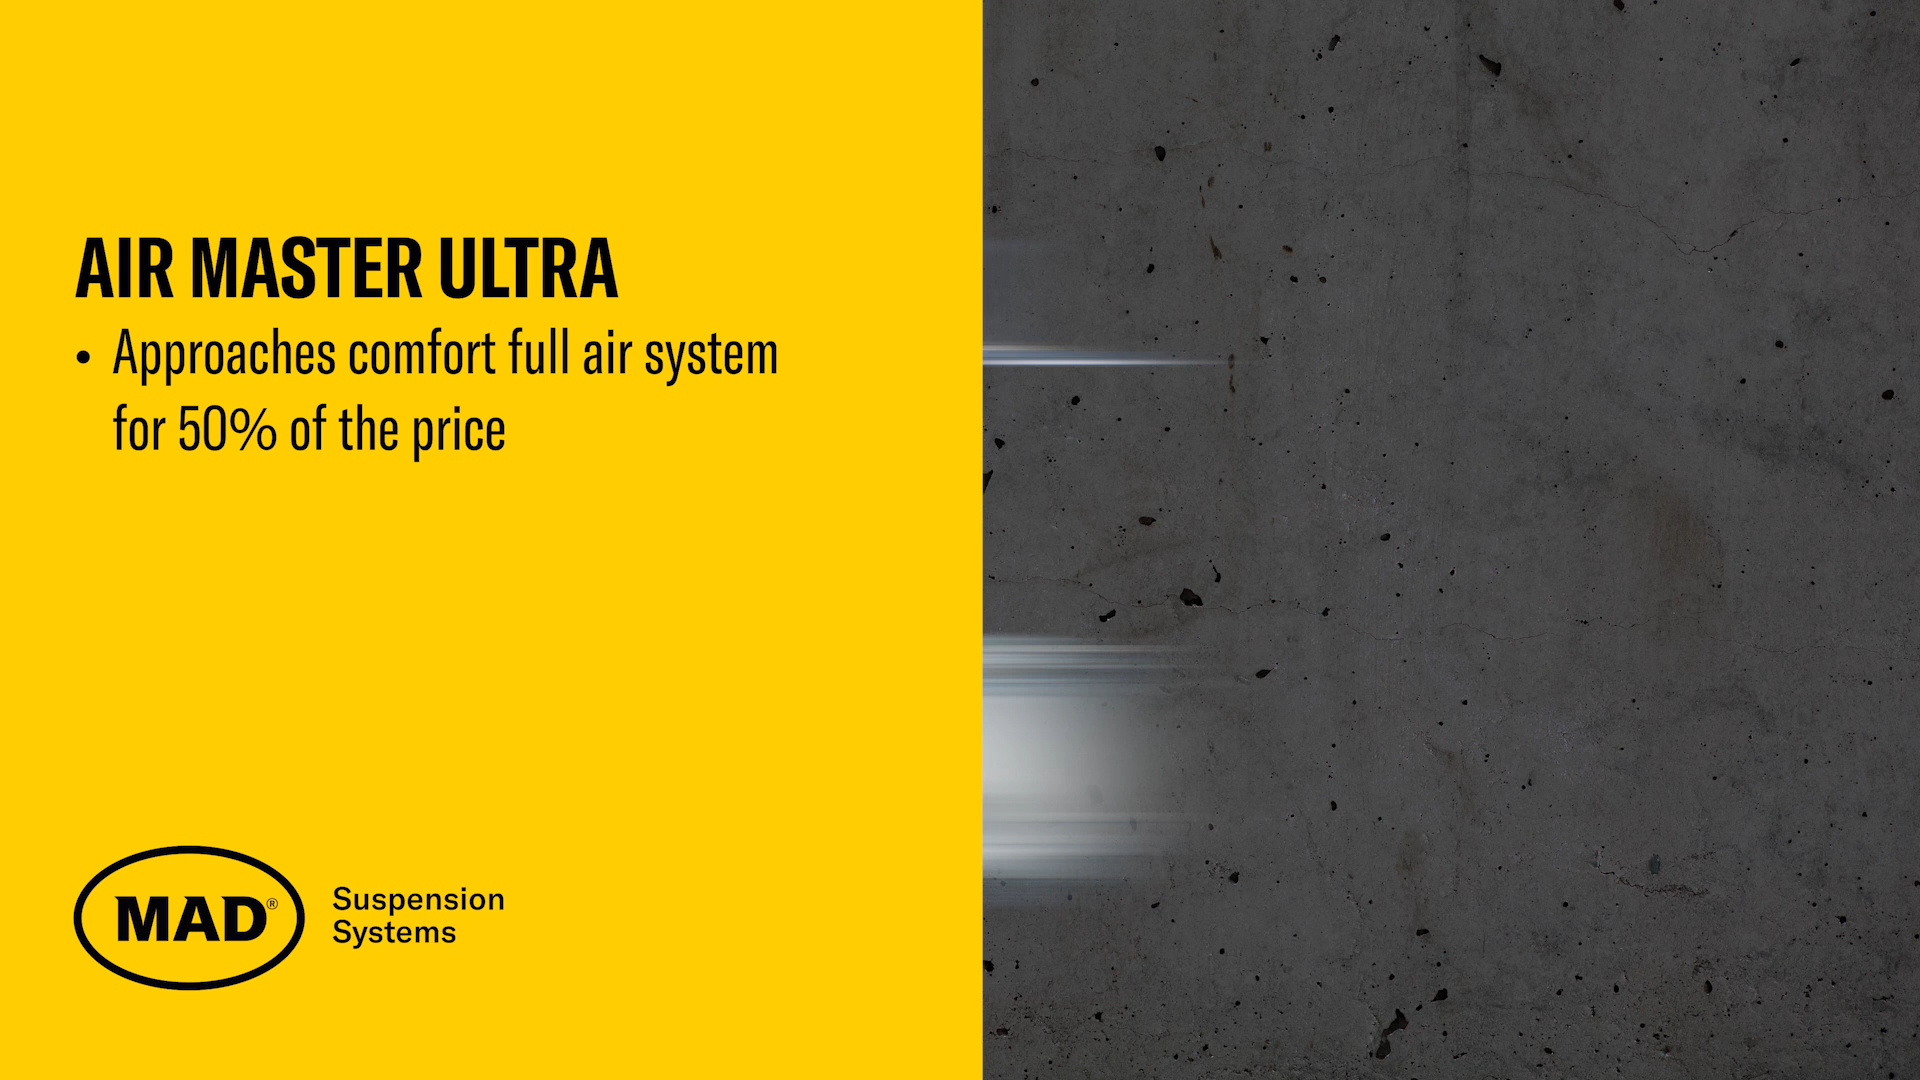 AIR MASTER ULTRA
• Approaches comfort full air system
for 50% of the price
MAD®
Suspension
Systems